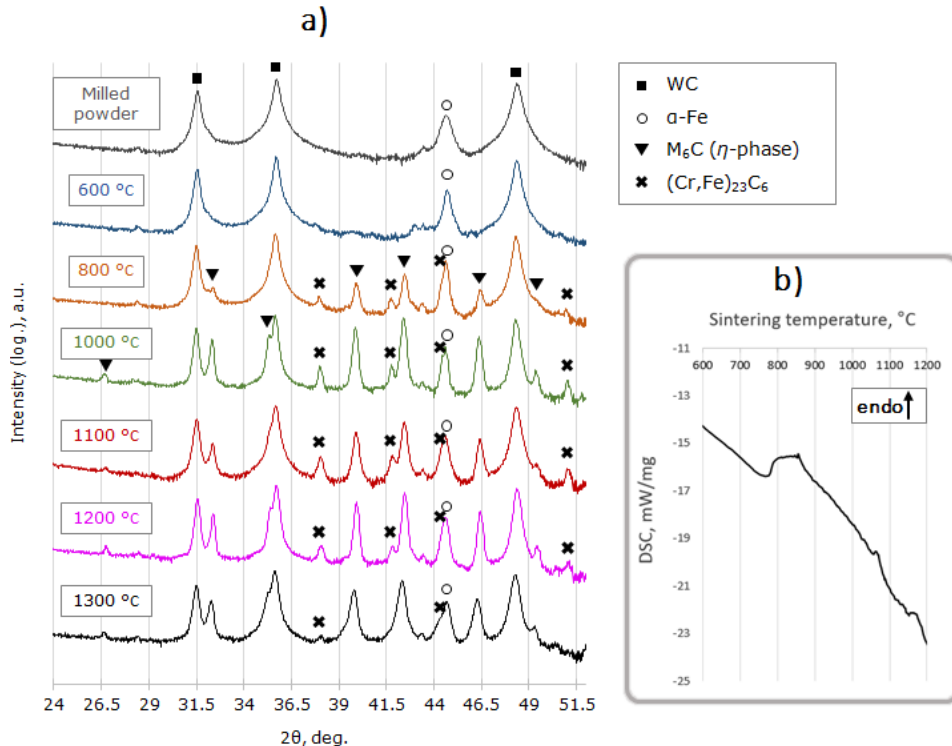 a)
Milled
powder
600 °C
800 °C
1000 °C
1100 °C
1200 °C
1300 °C
Intensity (log.), a.u.
24 26.5 29 31.5 34 36.5 39 41.5 44 46.5 49 51.5
2θ, deg.
WC
α-Fe
M₆C (η-phase)
(Cr,Fe)₂₃C₆
b)
Sintering temperature, °C
600 700 800 900 1000 1100 1200
endo
-11
-13
-15
-17
-19
-21
-23
-25
DSC, mW/mg